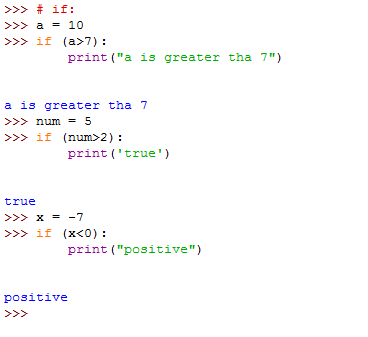 >>> # if:
>>> a = 10
>>> if (a>7):
        print("a is greater tha 7")
a is greater tha 7
>>> num = 5
>>> if (num>2):
        print('true')
true
>>> x = -7
>>> if (x<0):
        print("positive")
positive
>>>